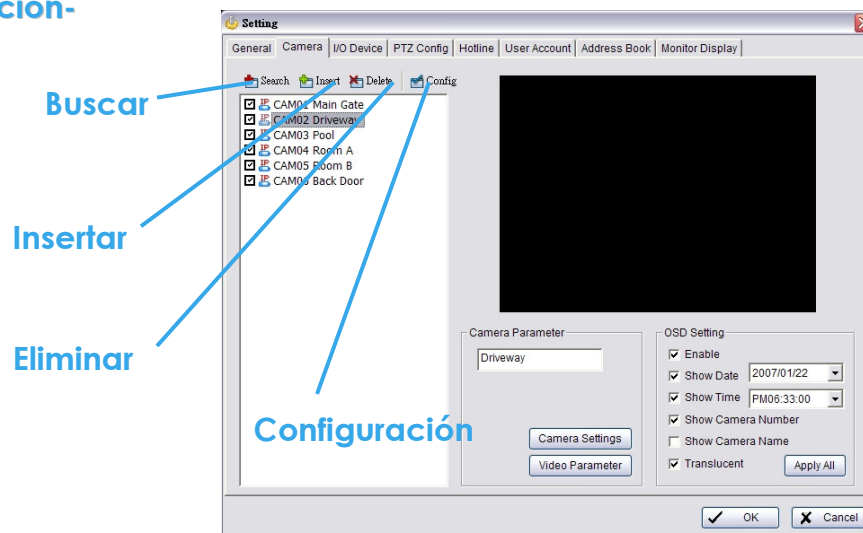 ción-
Setting
General Camera I/O Device PTZ Config Hotline User Account Address Book Monitor Display
Search Insert Delete Config
Buscar
CAM01 Main Gate
CAM02 Driveway
CAM03 Pool
CAM04 Room A
CAM05 Room B
CAM06 Back Door
Insertar
Eliminar
Configuración
Camera Parameter
Driveway
Camera Settings
Video Parameter
OSD Setting
Enable
Show Date 2007/01/22
Show Time PM06:33:00
Show Camera Number
Show Camera Name
Translucent Apply All
OK Cancel